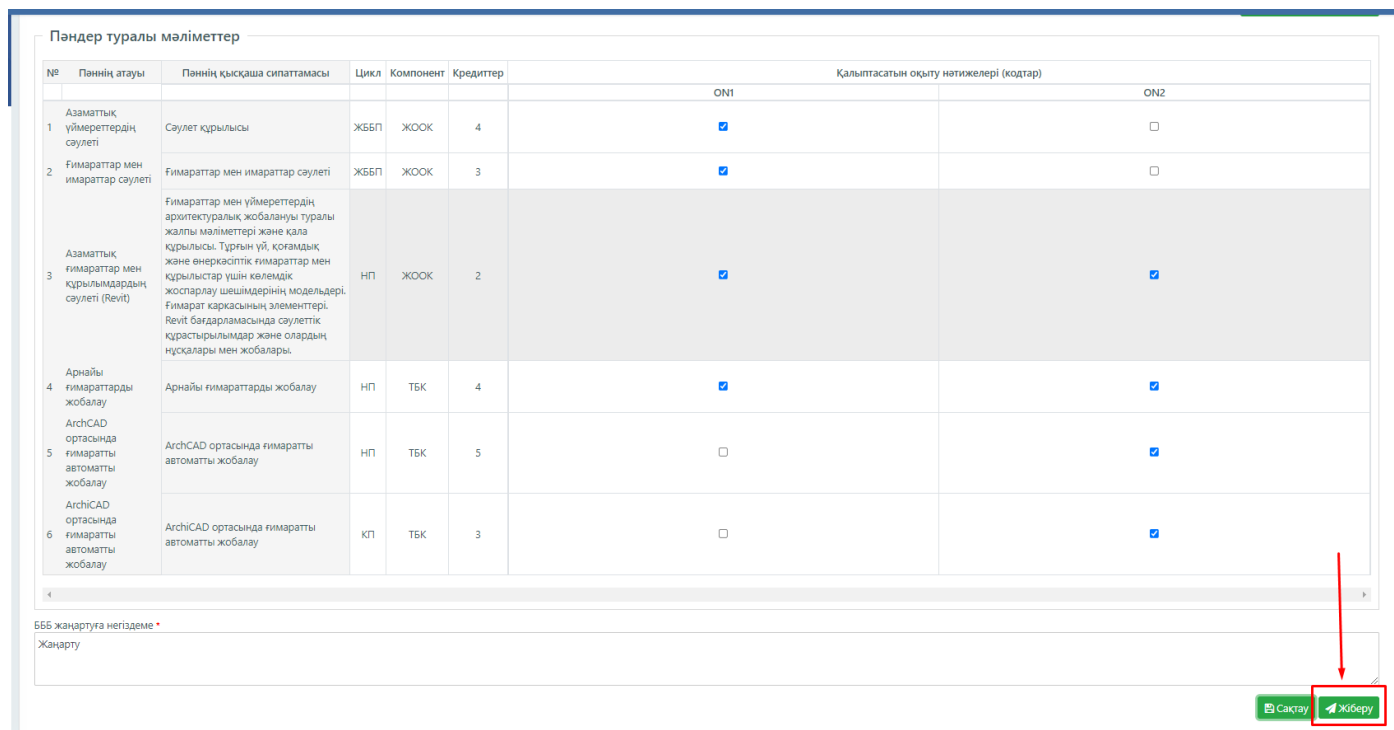 Пәндер туралы мәліметтер
№ Пәннің атауы Пәннің қысқаша сипаттамасы Цикл Компонент Кредиттер Қалыптасатын оқыту нәтижелері (кодтар)
ON1 ON2
Азаматтық
1 үймереттердің Сәулет құрылысы ЖББП ЖООК 4
сәулеті
Ғимараттар мен
2 имараттар сәулеті Ғимараттар мен имараттар сәулеті ЖББП ЖООК 3
Ғимараттар мен үймереттердің
архитектуралық жобалануы туралы
жалпы мәліметтері және қала
құрылысы. Тұрғын үй, қоғамдық
Азаматтық
және өнеркәсіптік ғимараттар мен
3 ғимараттар мен құрылыстар үшін көлемдік НП ЖООК 2
құрылымдардың жоспарлау шешімдерінің модельдері.
сәулеті (Revit)
Ғимарат каркасының элементтері.
Revit бағдарламасында сәулеттік
құрастырылымдар және олардың
нұсқалары мен жобалары.
Арнайы
4 ғимараттарды Арнайы ғимараттарды жобалау НП ТБК 4
жобалау
ArchCAD
ортасында
5 ғимаратты ArchCAD ортасында ғимаратты НП ТБК 5
автоматты автоматты жобалау
жобалау
ArchiCAD
ортасында
6 ғимаратты ArchiCAD ортасында ғимаратты КП ТБК 3
автоматты автоматты жобалау
жобалау
БББ жаңартуға негіздеме *
Жаңарту
Сақтау Жіберу